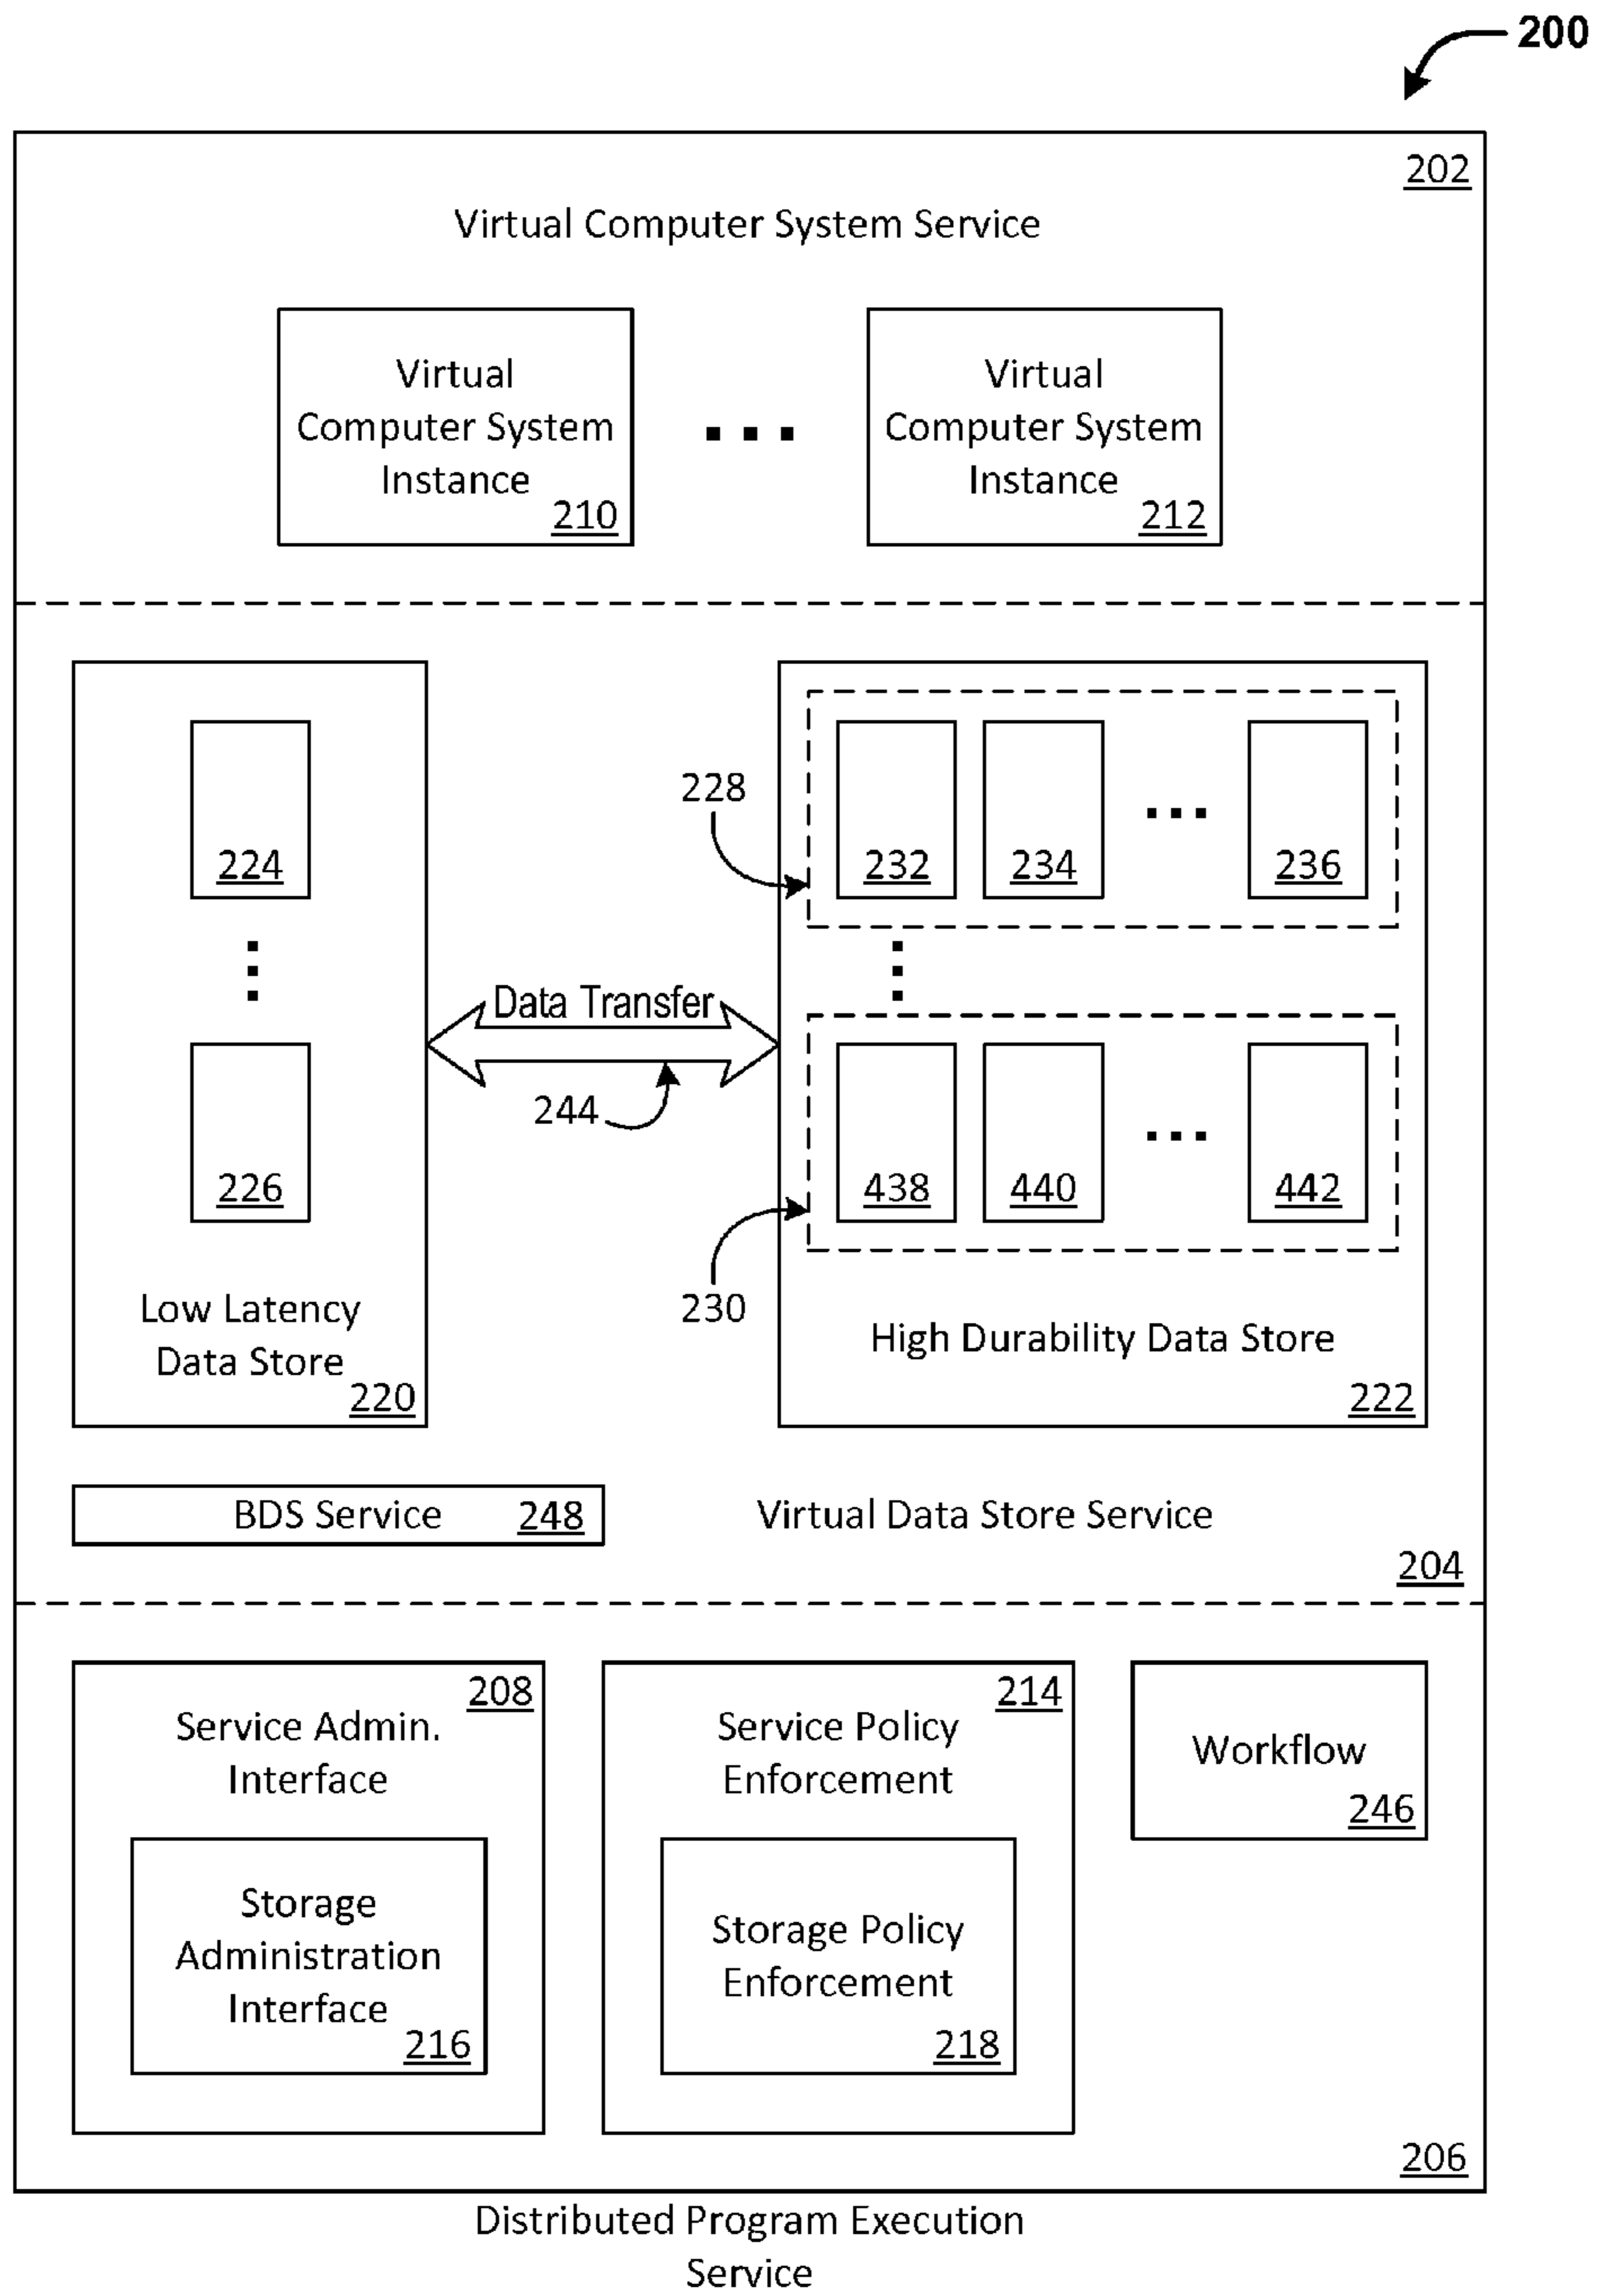 200
202
Virtual Computer System Service
Virtual
Computer System
Instance
210
Virtual
Computer System
Instance
212
224
226
Low Latency
Data Store
220
Data Transfer
244
228
232
234
236
438
440
442
230
High Durability Data Store
222
BDS Service 248
Virtual Data Store Service
204
208
Service Admin.
Interface
Storage
Administration
Interface
216
214
Service Policy
Enforcement
Storage Policy
Enforcement
218
Workflow
246
206
Distributed Program Execution
Service